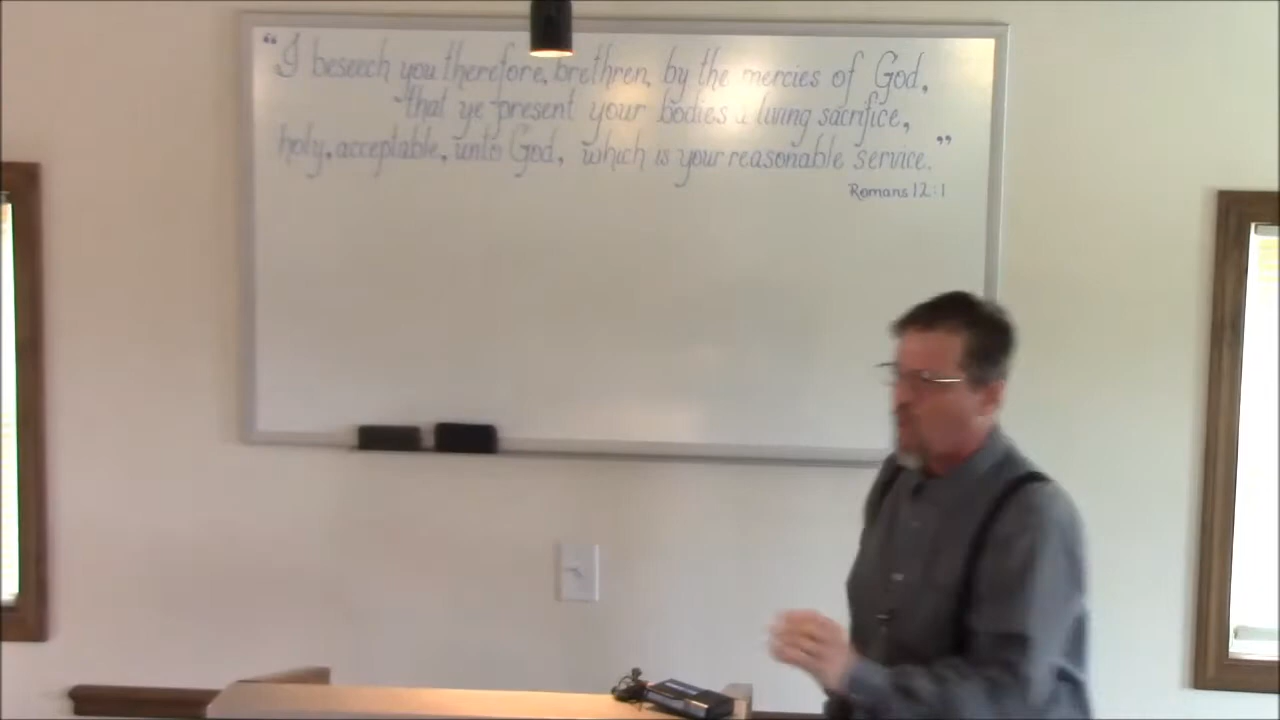 “I beseech you therefore, brethren, by the mercies of God,
that ye present your bodies a living sacrifice,
holy, acceptable, unto God, which is your reasonable service.”
Romans 12:1